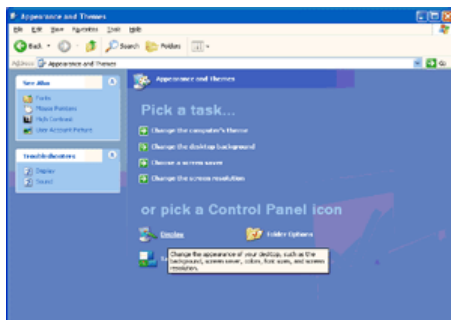 Appearance and Themes
File Edit View Favorites Tools Help
Back Search Folders
Address Appearance and Themes Go
See Also
Fonts
Mouse Pointers
High Contrast
User Account Picture
Troubleshooters
Display
Sound
Appearance and Themes
Pick a task...
Change the computer's theme
Change the desktop background
Choose a screen saver
Change the screen resolution
or pick a Control Panel icon
Display
Folder Options
Change the appearance of your desktop, such as the
background, screen saver, colors, font sizes, and screen
resolution.